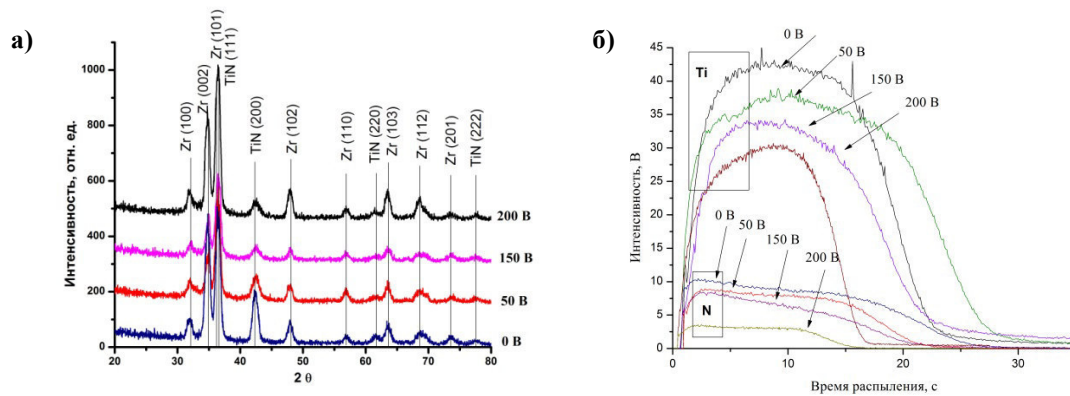 а)
Интенсивность, отн. ед.
1000
800
600
400
200
0
Zr (100)
Zr (002)
Zr (101)
TiN (111)
TiN (200)
Zr (102)
Zr (110)
TiN (220)
Zr (103)
Zr (112)
Zr (201)
TiN (222)
200 В
150 В
50 В
0 В
20 30 40 50 60 70 80
2 θ
б)
Интенсивность, В
45
40
35
30
25
20
15
10
5
0
Ti
0 В
50 В
150 В
200 В
N
0 В
50 В
150 В
200 В
0 10 20 30
Время распыления, с